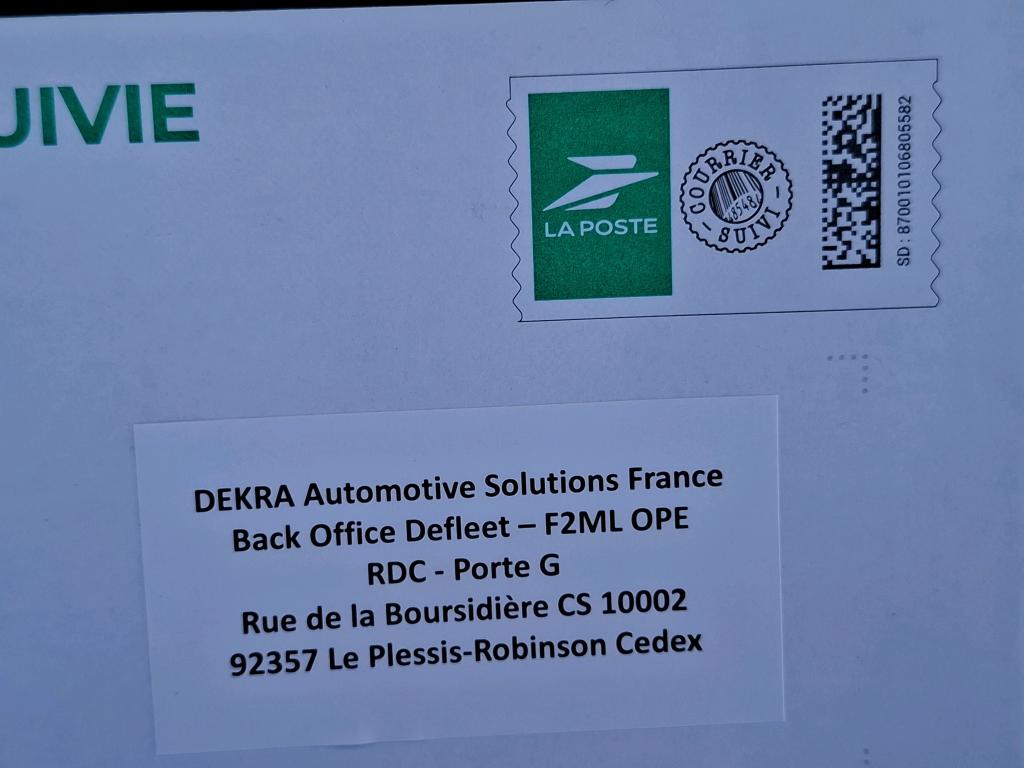 UIVIE
LA POSTE
COURRIER
SUIVI
SD : 870010106805582
DEKRA Automotive Solutions France
Back Office Defleet – F2ML OPE
RDC - Porte G
Rue de la Boursidière CS 10002
92357 Le Plessis-Robinson Cedex